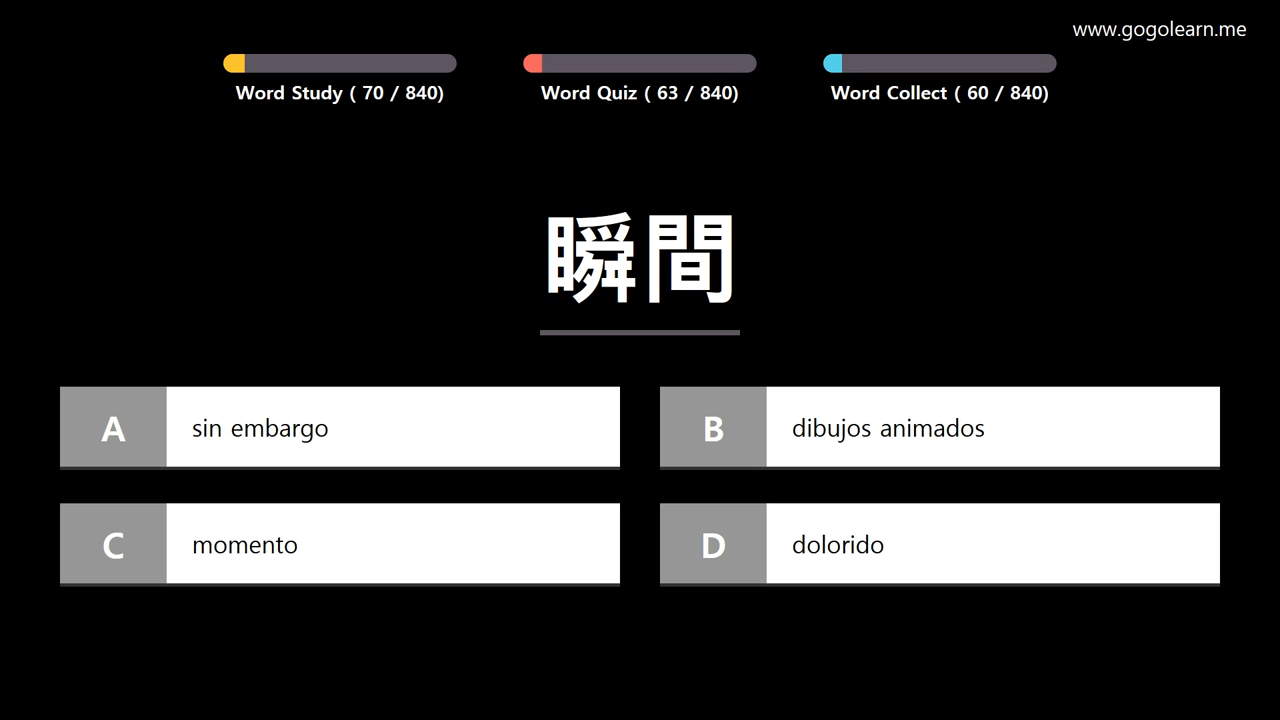 www.gogolearn.me
Word Study ( 70 / 840)
Word Quiz ( 63 / 840)
Word Collect ( 60 / 840)
瞬間
A
sin embargo
B
dibujos animados
C
momento
D
dolorido